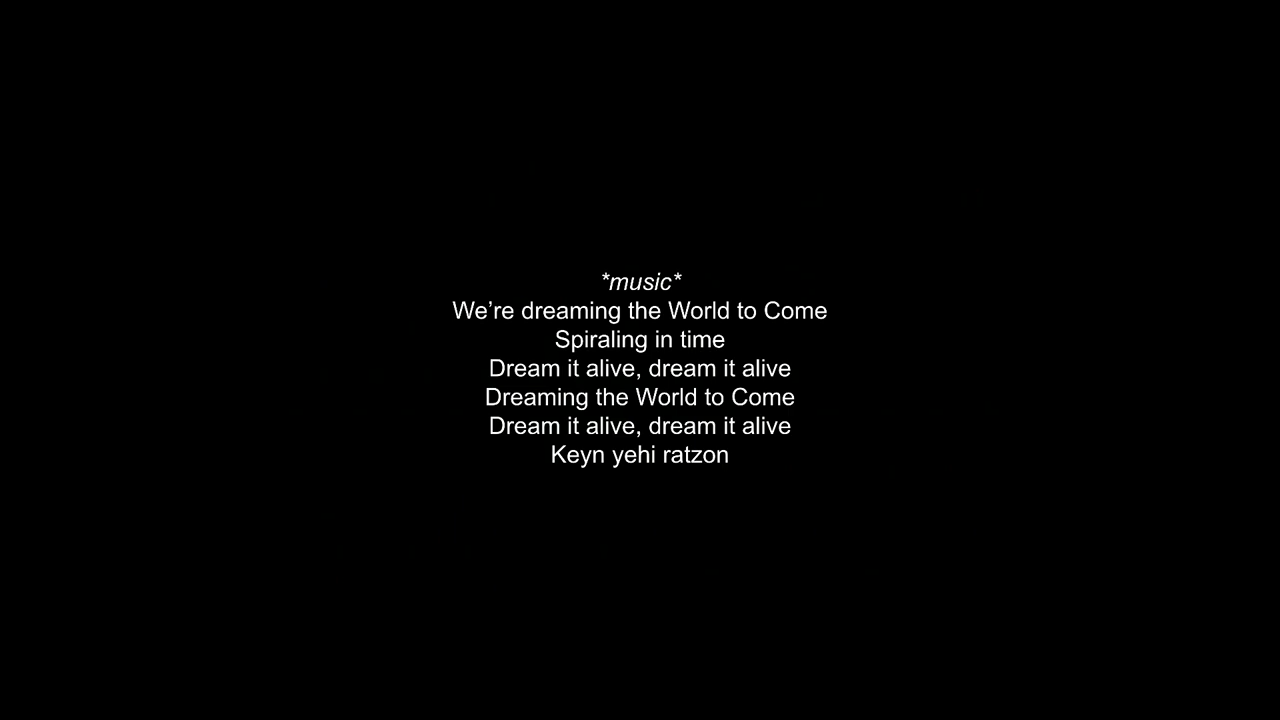 *music*
We’re dreaming the World to Come
Spiraling in time
Dream it alive, dream it alive
Dreaming the World to Come
Dream it alive, dream it alive
Keyn yehi ratzon